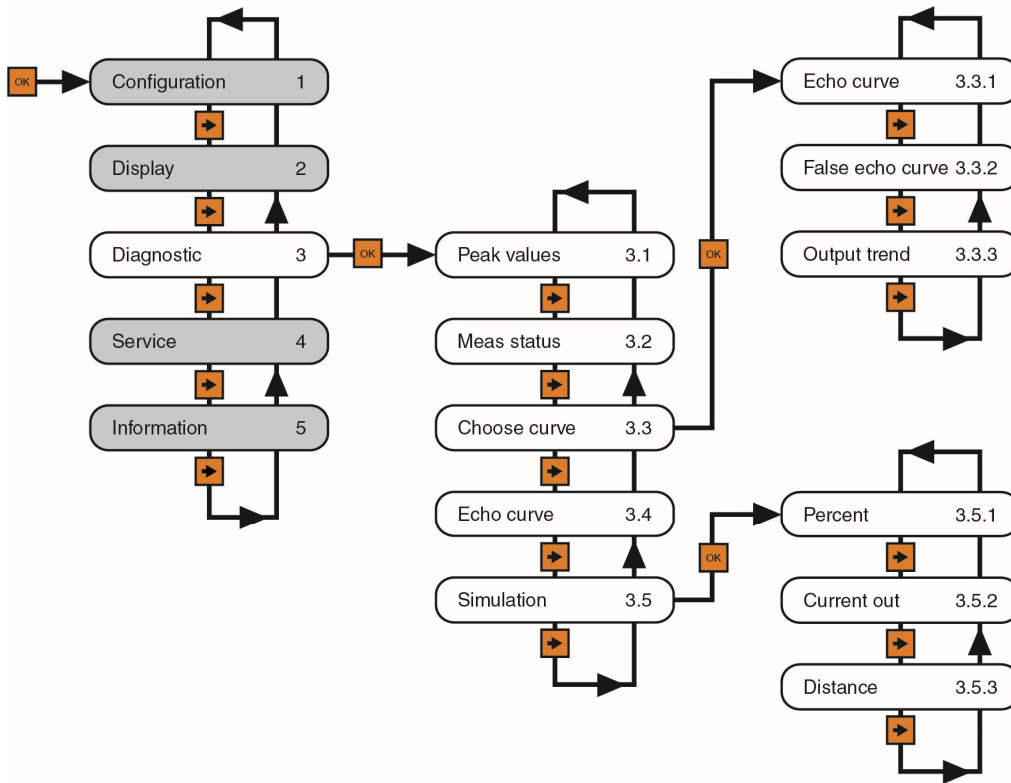 OK
Configuration 1
Display 2
Diagnostic 3
OK
Service 4
Information 5
Peak values 3.1
Meas status 3.2
Choose curve 3.3
Echo curve 3.4
Simulation 3.5
OK
Echo curve 3.3.1
False echo curve 3.3.2
Output trend 3.3.3
OK
Percent 3.5.1
Current out 3.5.2
Distance 3.5.3